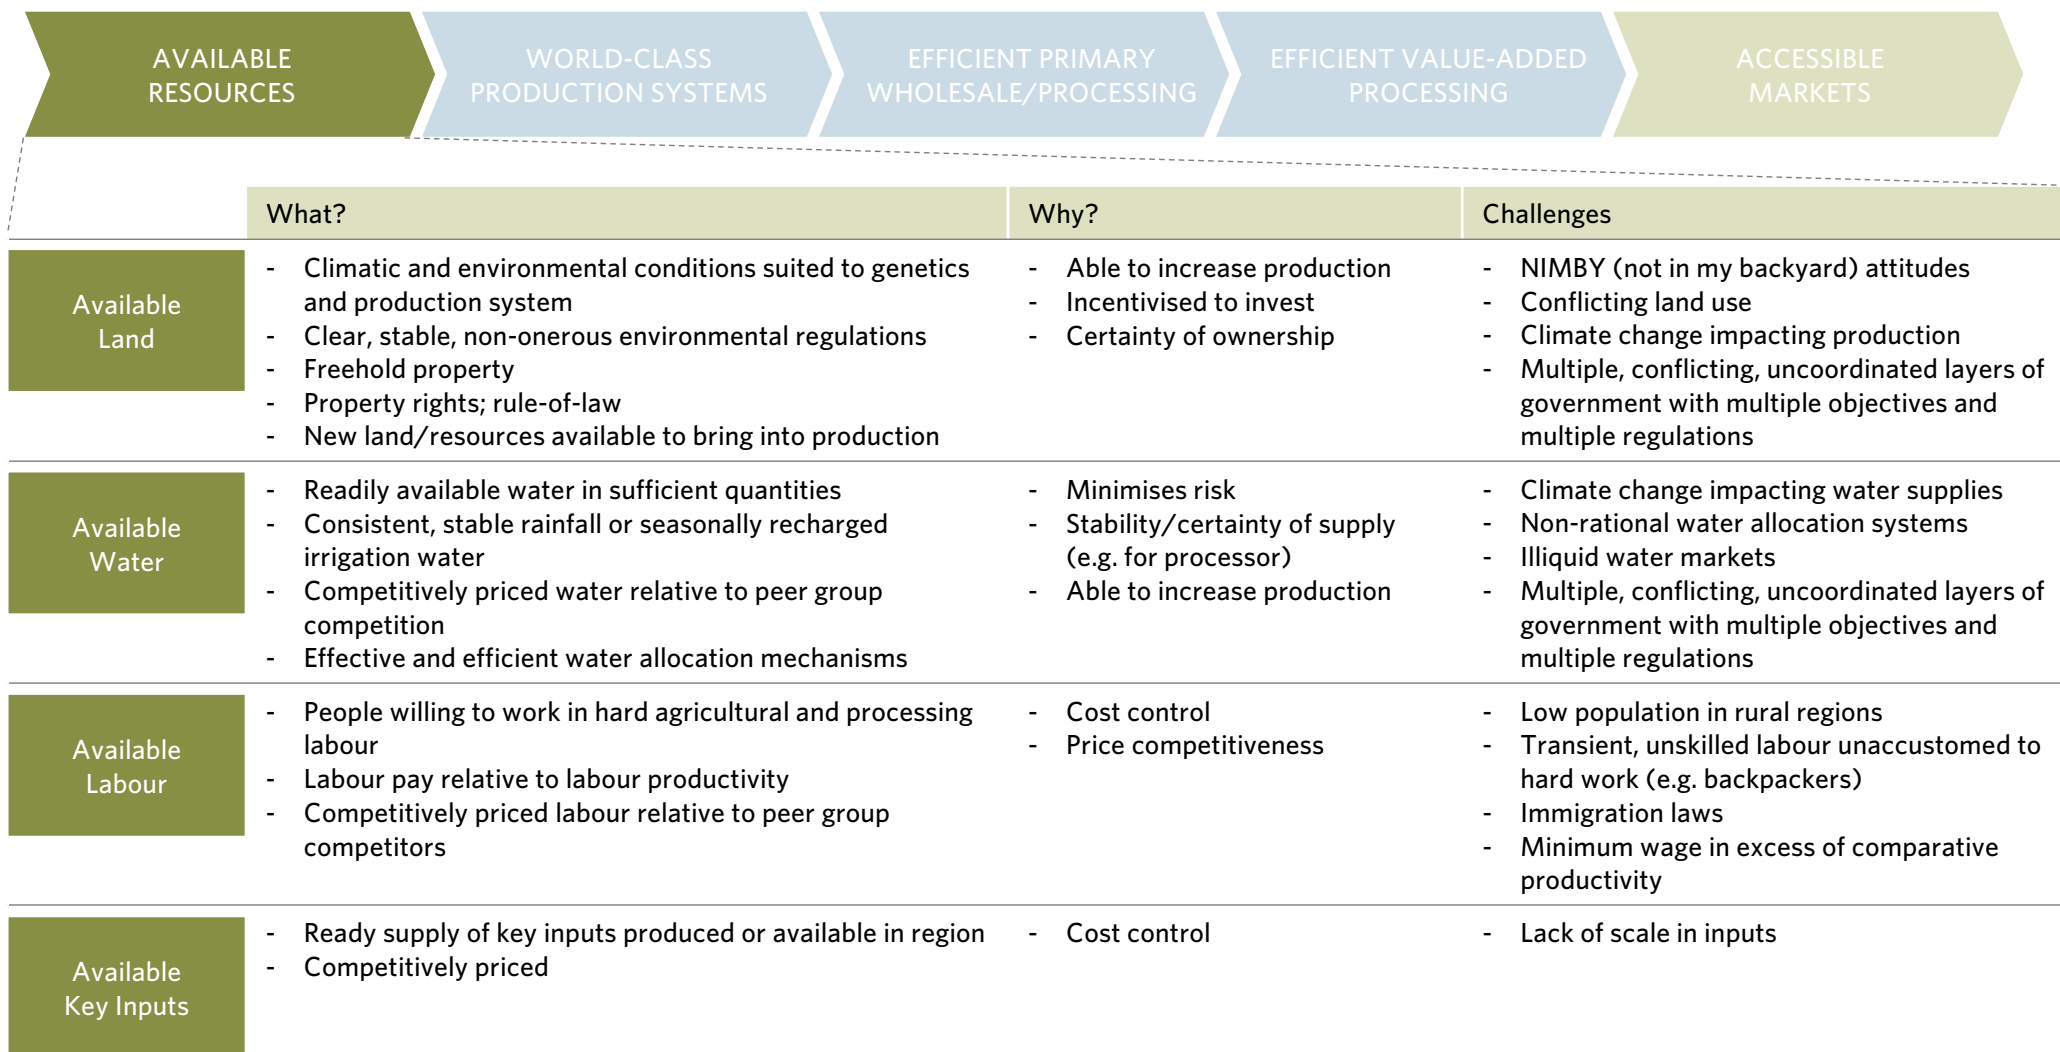 AVAILABLE
RESOURCES
WORLD-CLASS
PRODUCTION SYSTEMS
EFFICIENT PRIMARY
WHOLESALE/PROCESSING
EFFICIENT VALUE-ADDED
PROCESSING
ACCESSIBLE
MARKETS
What?
Why?
Challenges
Available
Land
- Climatic and environmental conditions suited to genetics
and production system
- Clear, stable, non-onerous environmental regulations
- Freehold property
- Property rights; rule-of-law
- New land/resources available to bring into production
- Able to increase production
- Incentivised to invest
- Certainty of ownership
- NIMBY (not in my backyard) attitudes
- Conflicting land use
- Climate change impacting production
- Multiple, conflicting, uncoordinated layers of
government with multiple objectives and
multiple regulations
Available
Water
- Readily available water in sufficient quantities
- Consistent, stable rainfall or seasonally recharged
irrigation water
- Competitively priced water relative to peer group
competition
- Effective and efficient water allocation mechanisms
- Minimises risk
- Stability/certainty of supply
(e.g. for processor)
- Able to increase production
- Climate change impacting water supplies
- Non-rational water allocation systems
- Illiquid water markets
- Multiple, conflicting, uncoordinated layers of
government with multiple objectives and
multiple regulations
Available
Labour
- People willing to work in hard agricultural and processing
labour
- Labour pay relative to labour productivity
- Competitively priced labour relative to peer group
competitors
- Cost control
- Price competitiveness
- Low population in rural regions
- Transient, unskilled labour unaccustomed to
hard work (e.g. backpackers)
- Immigration laws
- Minimum wage in excess of comparative
productivity
Available
Key Inputs
- Ready supply of key inputs produced or available in region
- Competitively priced
- Cost control
- Lack of scale in inputs